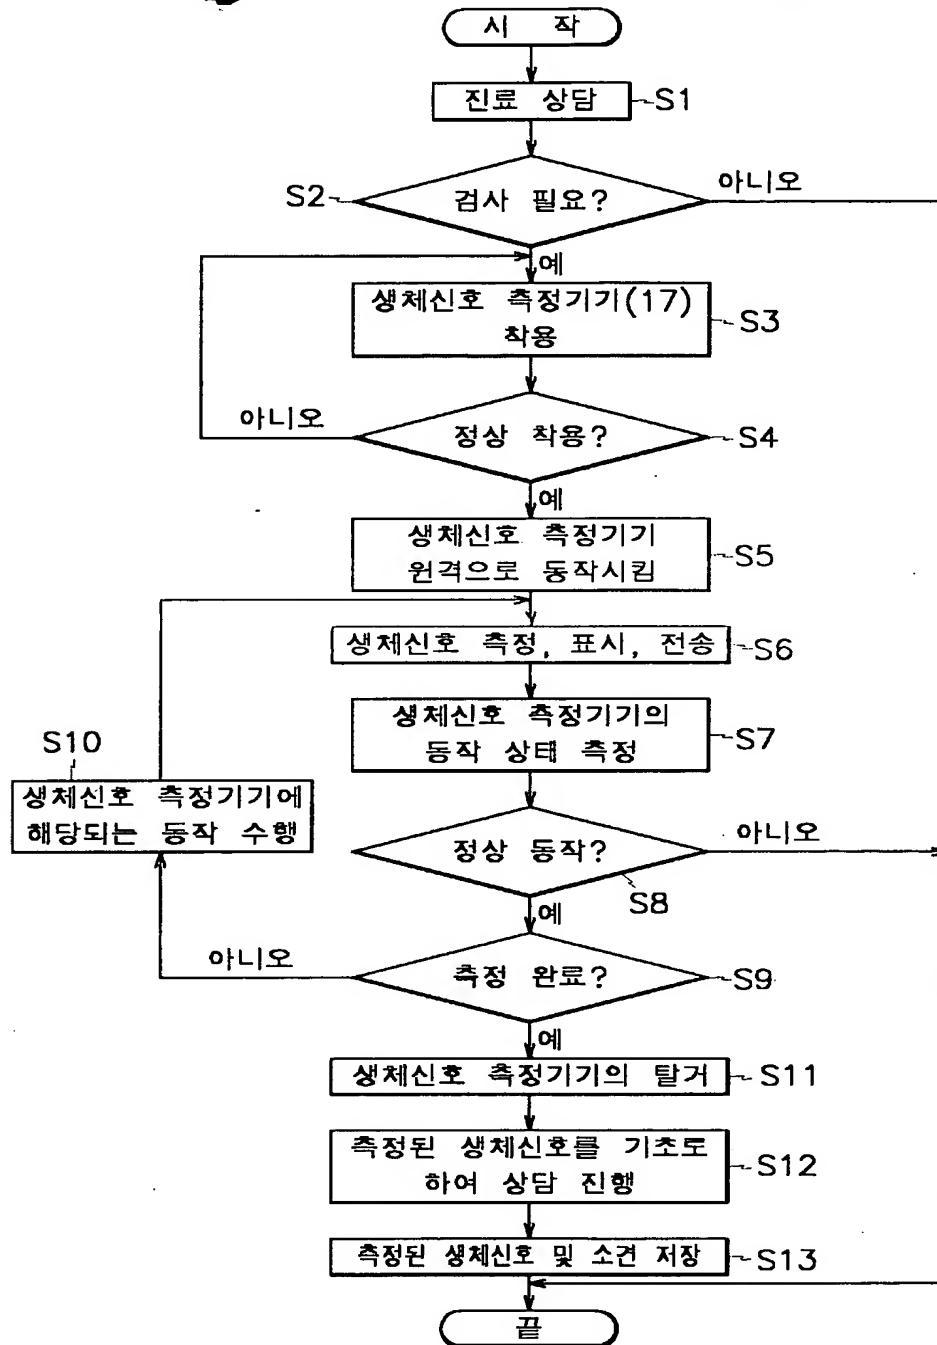 시 작
진료 상담
S1
S2
검사 필요?
아니오
예
생체신호 측정기기(17)
착용
S3
아니오
정상 착용?
S4
예
생체신호 측정기기
원격으로 동작시킴
S5
생체신호 측정, 표시, 전송
S6
생체신호 측정기기의
동작 상태 측정
S7
S10
생체신호 측정기기에
해당되는 동작 수행
정상 동작?
아니오
S8
예
아니오
측정 완료?
S9
예
생체신호 측정기기의 탈거
S11
측정된 생체신호를 기초로
하여 상담 진행
S12
측정된 생체신호 및 소견 저장
S13
끝